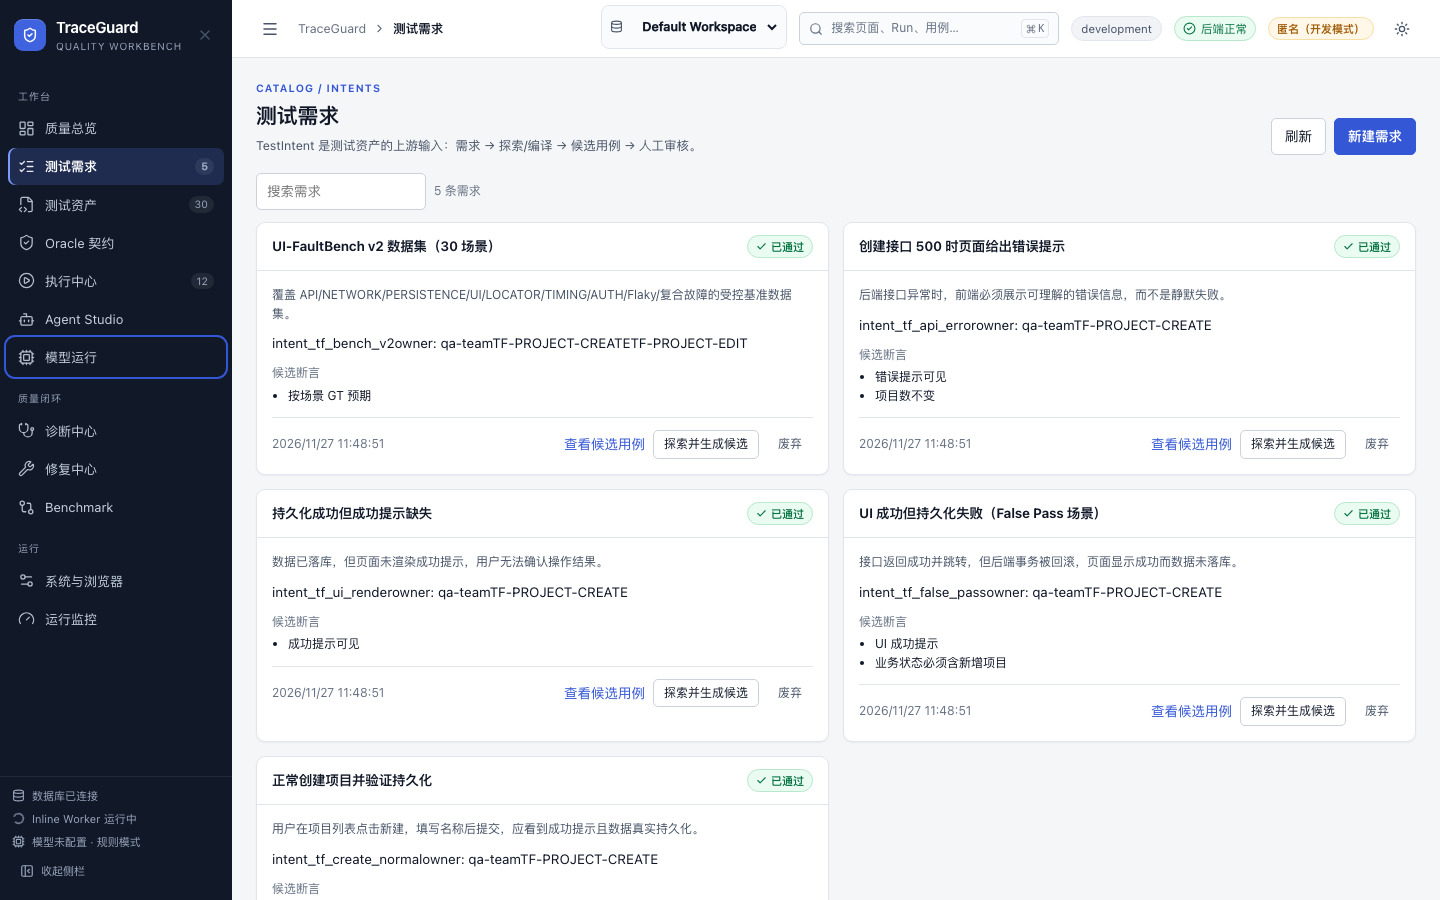 TraceGuard
QUALITY WORKBENCH
工作台
质量总览
测试需求 5
测试资产 30
Oracle 契约
执行中心 12
Agent Studio
模型运行
质量闭环
诊断中心
修复中心
Benchmark
运行
系统与浏览器
运行监控
数据库已连接
Inline Worker 运行中
模型未配置 · 规则模式
收起侧栏
TraceGuard > 测试需求
Default Workspace
搜索页面、Run、用例... ⌘ K
development
后端正常
匿名（开发模式）
CATALOG / INTENTS
测试需求
TestIntent 是测试资产的上游输入：需求 → 探索/编译 → 候选用例 → 人工审核。
刷新
新建需求
搜索需求
5 条需求
UI-FaultBench v2 数据集（30 场景）
已通过
覆盖 API/NETWORK/PERSISTENCE/UI/LOCATOR/TIMING/AUTH/Flaky/复合故障的受控基准数据
集。
intent_tf_bench_v2owner: qa-teamTF-PROJECT-CREATETF-PROJECT-EDIT
候选断言
• 按场景 GT 预期
2026/11/27 11:48:51
查看候选用例
探索并生成候选
废弃
创建接口 500 时页面给出错误提示
已通过
后端接口异常时，前端必须展示可理解的错误信息，而不是静默失败。
intent_tf_api_errorowner: qa-teamTF-PROJECT-CREATE
候选断言
• 错误提示可见
• 项目数不变
2026/11/27 11:48:51
查看候选用例
探索并生成候选
废弃
持久化成功但成功提示缺失
已通过
数据已落库，但页面未渲染成功提示，用户无法确认操作结果。
intent_tf_ui_renderowner: qa-teamTF-PROJECT-CREATE
候选断言
• 成功提示可见
2026/11/27 11:48:51
查看候选用例
探索并生成候选
废弃
UI 成功但持久化失败（False Pass 场景）
已通过
接口返回成功并跳转，但后端事务被回滚，页面显示成功而数据未落库。
intent_tf_false_passowner: qa-teamTF-PROJECT-CREATE
候选断言
• UI 成功提示
• 业务状态必须含新增项目
2026/11/27 11:48:51
查看候选用例
探索并生成候选
废弃
正常创建项目并验证持久化
已通过
用户在项目列表点击新建，填写名称后提交，应看到成功提示且数据真实持久化。
intent_tf_create_normalowner: qa-teamTF-PROJECT-CREATE
候选断言